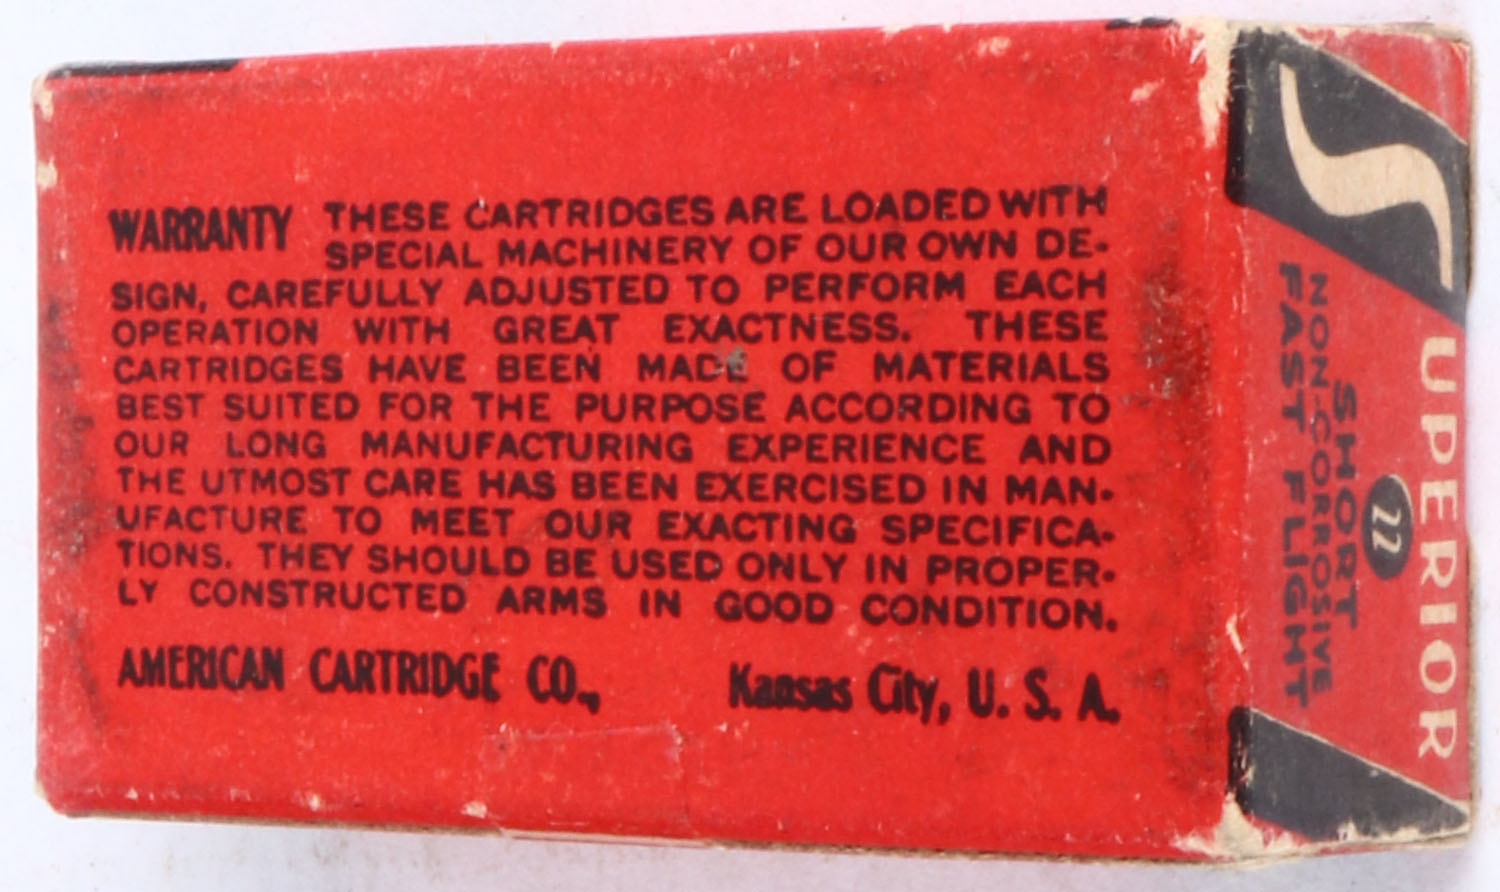 WARRANTY THESE CARTRIDGES ARE LOADED WITH
SPECIAL MACHINERY OF OUR OWN DE-
SIGN, CAREFULLY ADJUSTED TO PERFORM EACH
OPERATION WITH GREAT EXACTNESS. THESE
CARTRIDGES HAVE BEEN MADE OF MATERIALS
BEST SUITED FOR THE PURPOSE ACCORDING TO
OUR LONG MANUFACTURING EXPERIENCE AND
THE UTMOST CARE HAS BEEN EXERCISED IN MAN-
UFACTURE TO MEET OUR EXACTING SPECIFICA-
TIONS. THEY SHOULD BE USED ONLY IN PROPER-
LY CONSTRUCTED ARMS IN GOOD CONDITION.
AMERICAN CARTRIDGE CO., Kansas City, U. S. A.
SUPERIOR
22
SHORT
NON-CORROSIVE
FAST FLIGHT